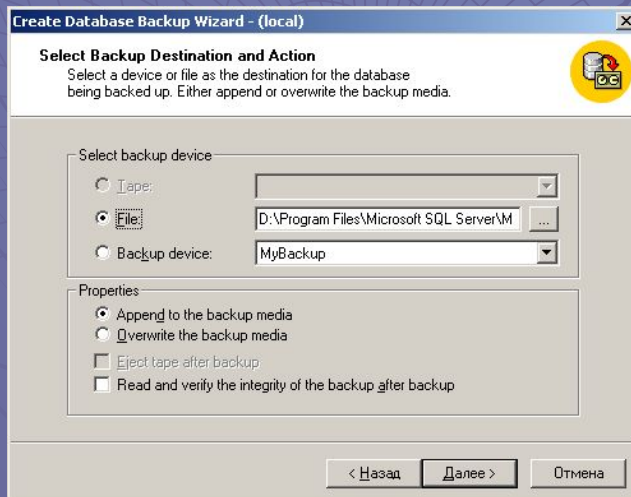 Create Database Backup Wizard - (local)
Select Backup Destination and Action
Select a device or file as the destination for the database
being backed up. Either append or overwrite the backup media.
Select backup device
Tape:
File:
D:\Program Files\Microsoft SQL Server\M
...
Backup device:
MyBackup
Properties
Append to the backup media
Overwrite the backup media
Eject tape after backup
Read and verify the integrity of the backup after backup
< Назад
Далее >
Отмена